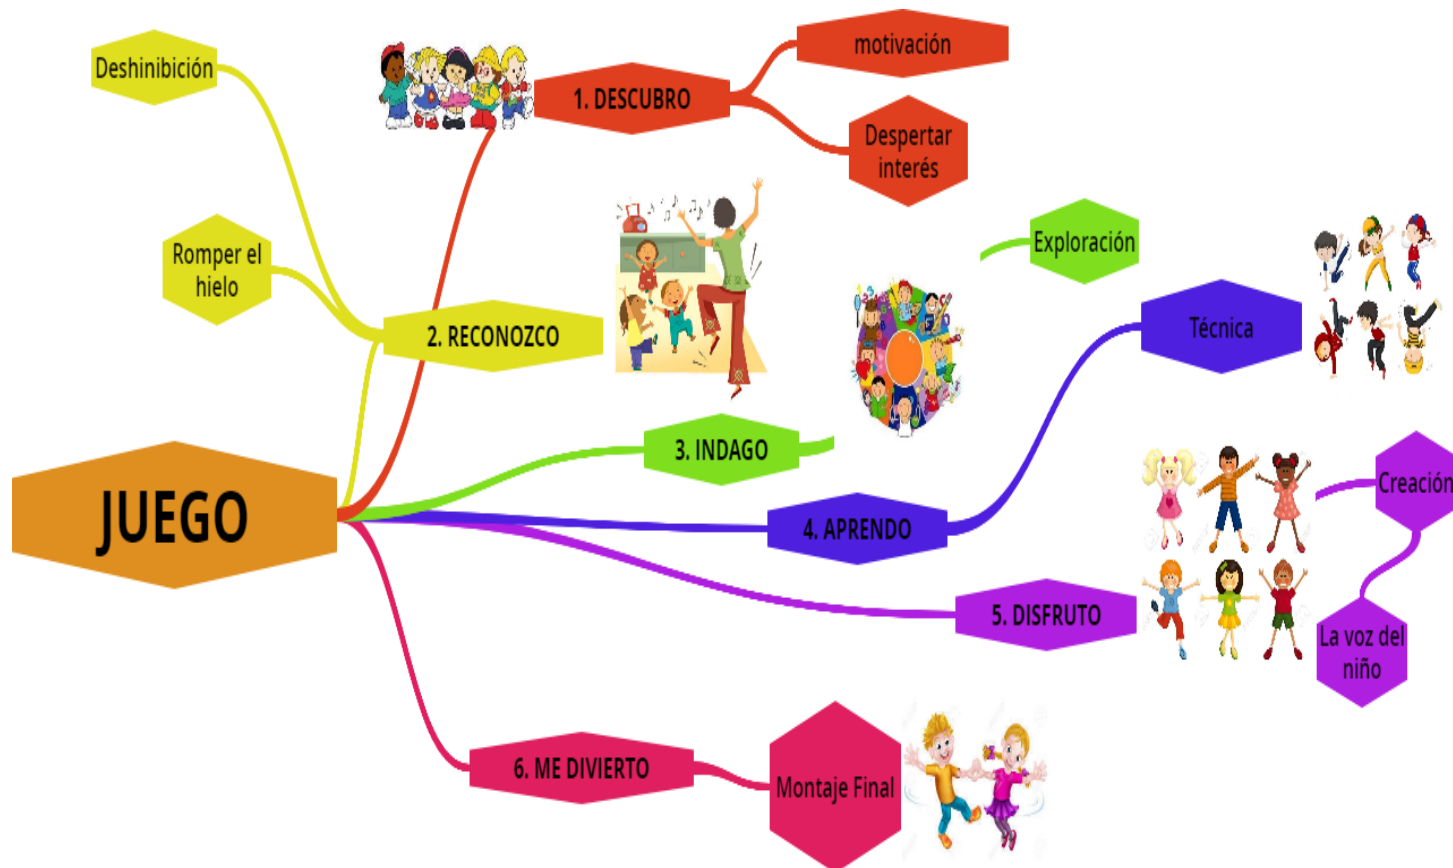 motivación
Deshinibición
1. DESCUBRO
Despertar
interés
Exploración
Romper el
hielo
Técnica
2. RECONOZCO
3. INDAGO
Creación
JUEGO
4. APRENDO
5. DISFRUTO
La voz del
niño
6. ME DIVIERTO
Montaje Final